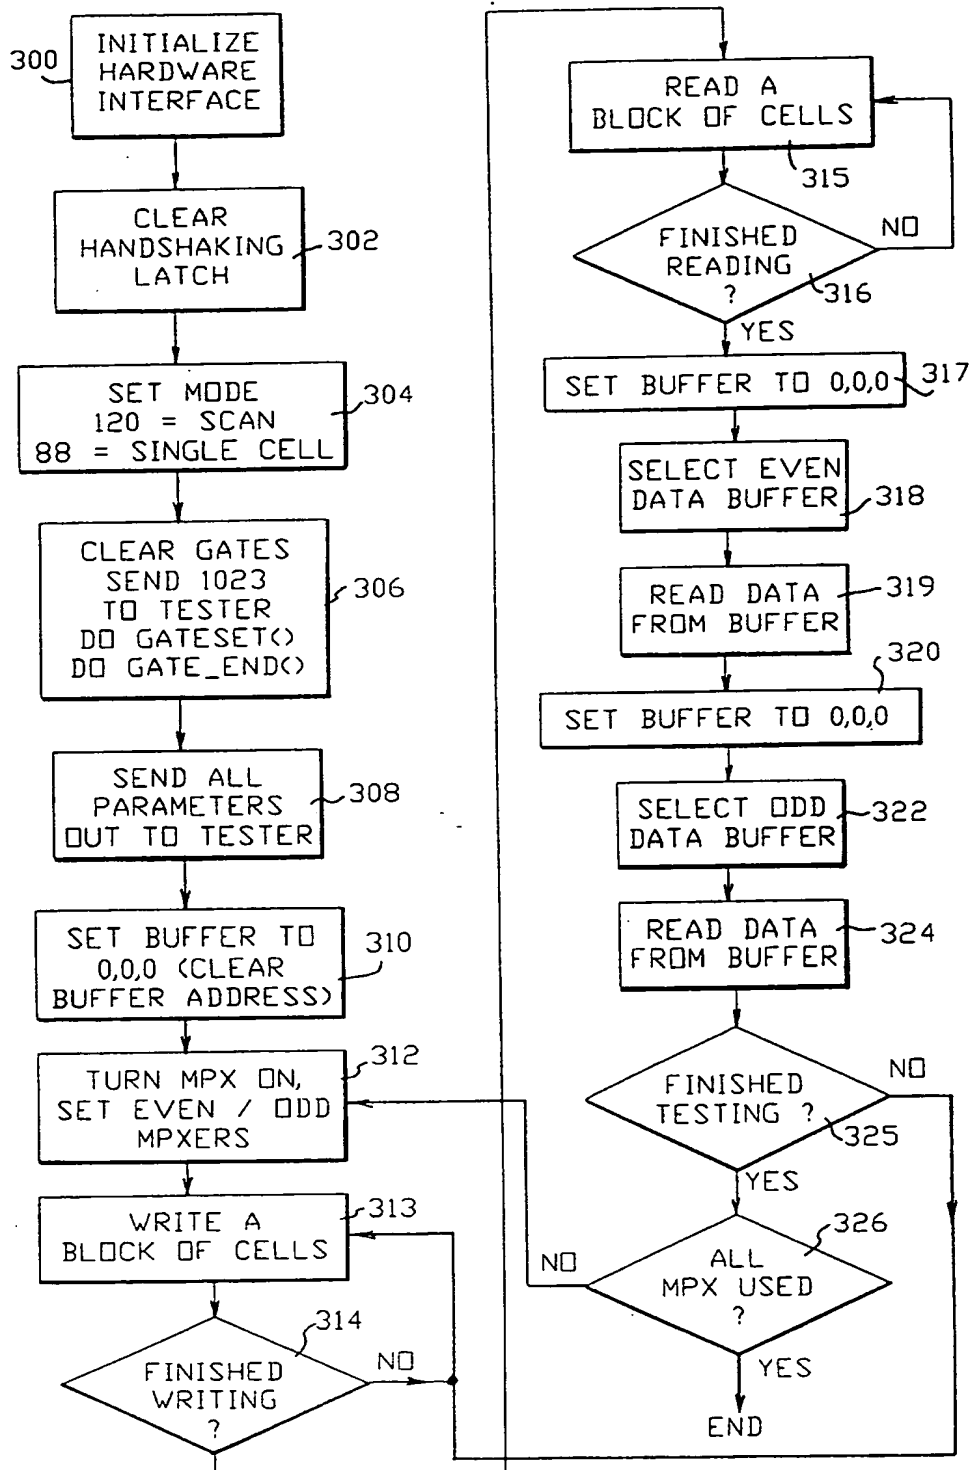 300
INITIALIZE
HARDWARE
INTERFACE
CLEAR
HANDSHAKING
LATCH
302
SET MODE
120 = SCAN
88 = SINGLE CELL
304
CLEAR GATES
SEND 1023
TO TESTER
DO GATESET()
DO GATE_END()
306
SEND ALL
PARAMETERS
OUT TO TESTER
308
SET BUFFER TO
0,0,0 (CLEAR
BUFFER ADDRESS)
310
TURN MPX ON,
SET EVEN / ODD
MPXERS
312
WRITE A
BLOCK OF CELLS
313
FINISHED
WRITING
?
314
NO
READ A
BLOCK OF CELLS
315
FINISHED
READING
?
316
NO
YES
SET BUFFER TO 0,0,0
317
SELECT EVEN
DATA BUFFER
318
READ DATA
FROM BUFFER
319
320
SET BUFFER TO 0,0,0
SELECT ODD
DATA BUFFER
322
READ DATA
FROM BUFFER
324
FINISHED
TESTING ?
325
NO
YES
326
ALL
MPX USED
?
NO
YES
END